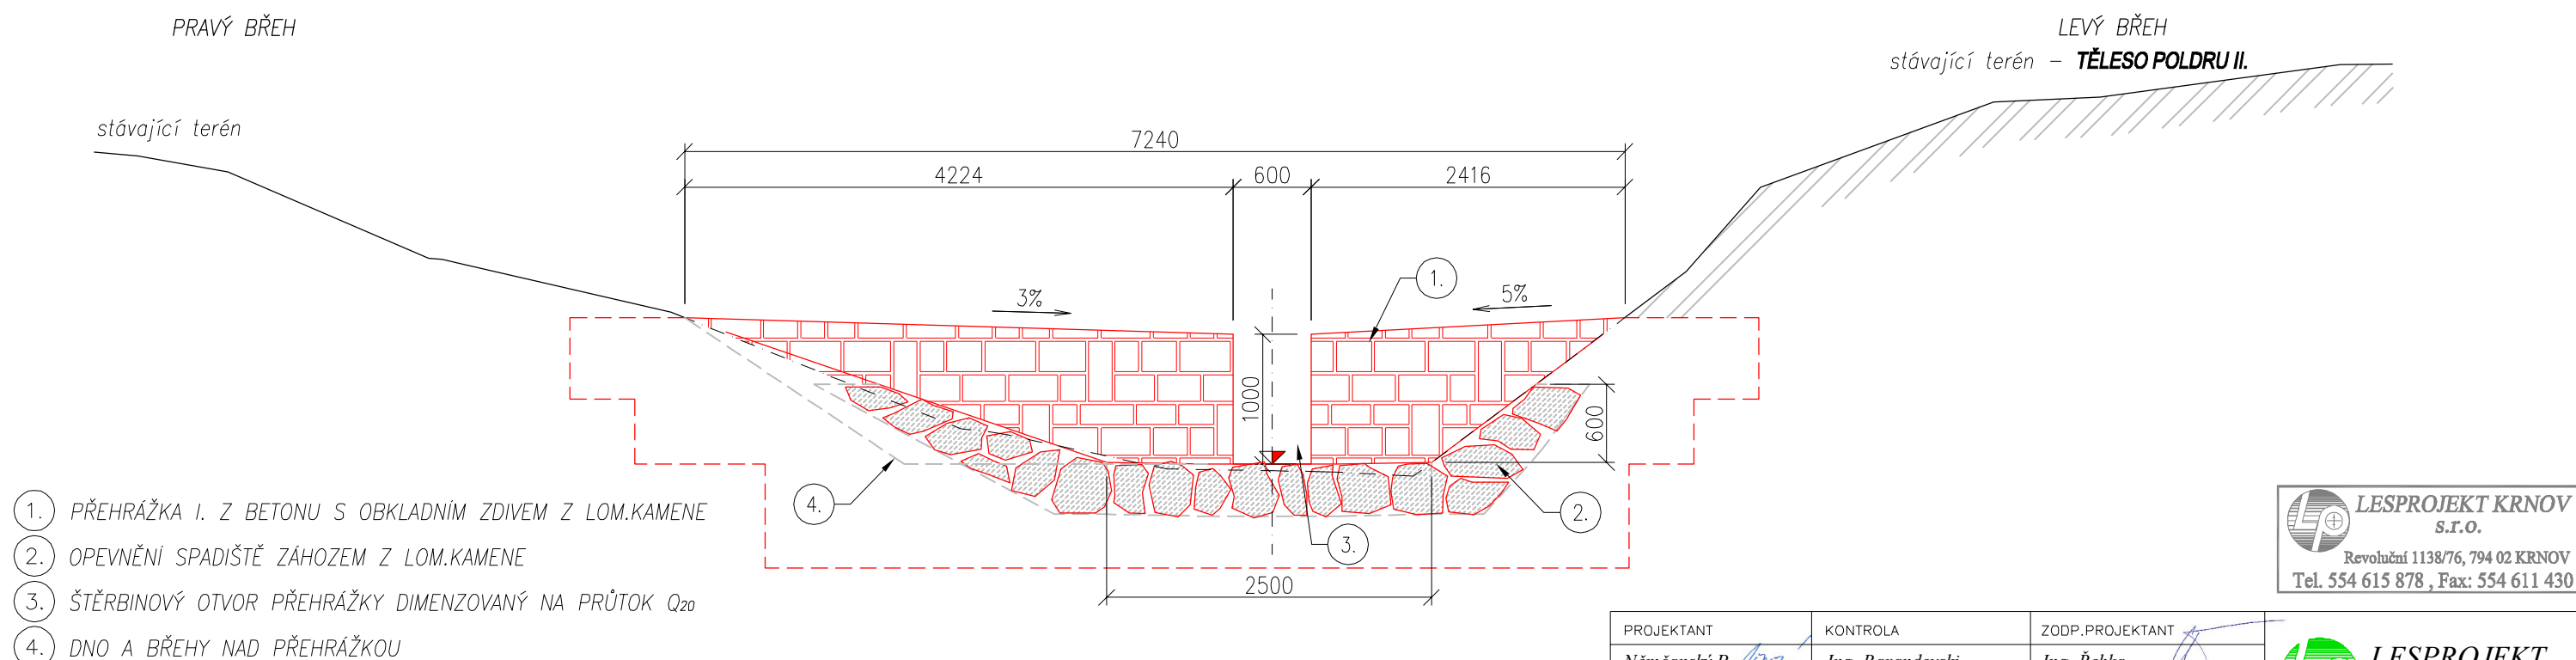 PRAVÝ BŘEH
LEVÝ BŘEH
stávající terén – TĚLESO POLDRU II.
stávající terén
7240
4224
600
2416
3%
5%
1.
1000
600
4.
2.
3.
2500
1. PŘEHRÁŽKA I. Z BETONU S OBKLADNÍM ZDIVEM Z LOM.KAMENE
2. OPEVNĚNÍ SPADIŠTĚ ZÁHOZEM Z LOM.KAMENE
3. ŠTĚRBINOVÝ OTVOR PŘEHRÁŽKY DIMENZOVANÝ NA PRŮTOK Q20
4. DNO A BŘEHY NAD PŘEHRÁŽKOU
LESPROJEKT KRNOV
s.r.o.
Revoluční 1138/76, 794 02 KRNOV
Tel. 554 615 878 , Fax: 554 611 430
PROJEKTANT
KONTROLA
ZODP.PROJEKTANT
LESPROJEKT